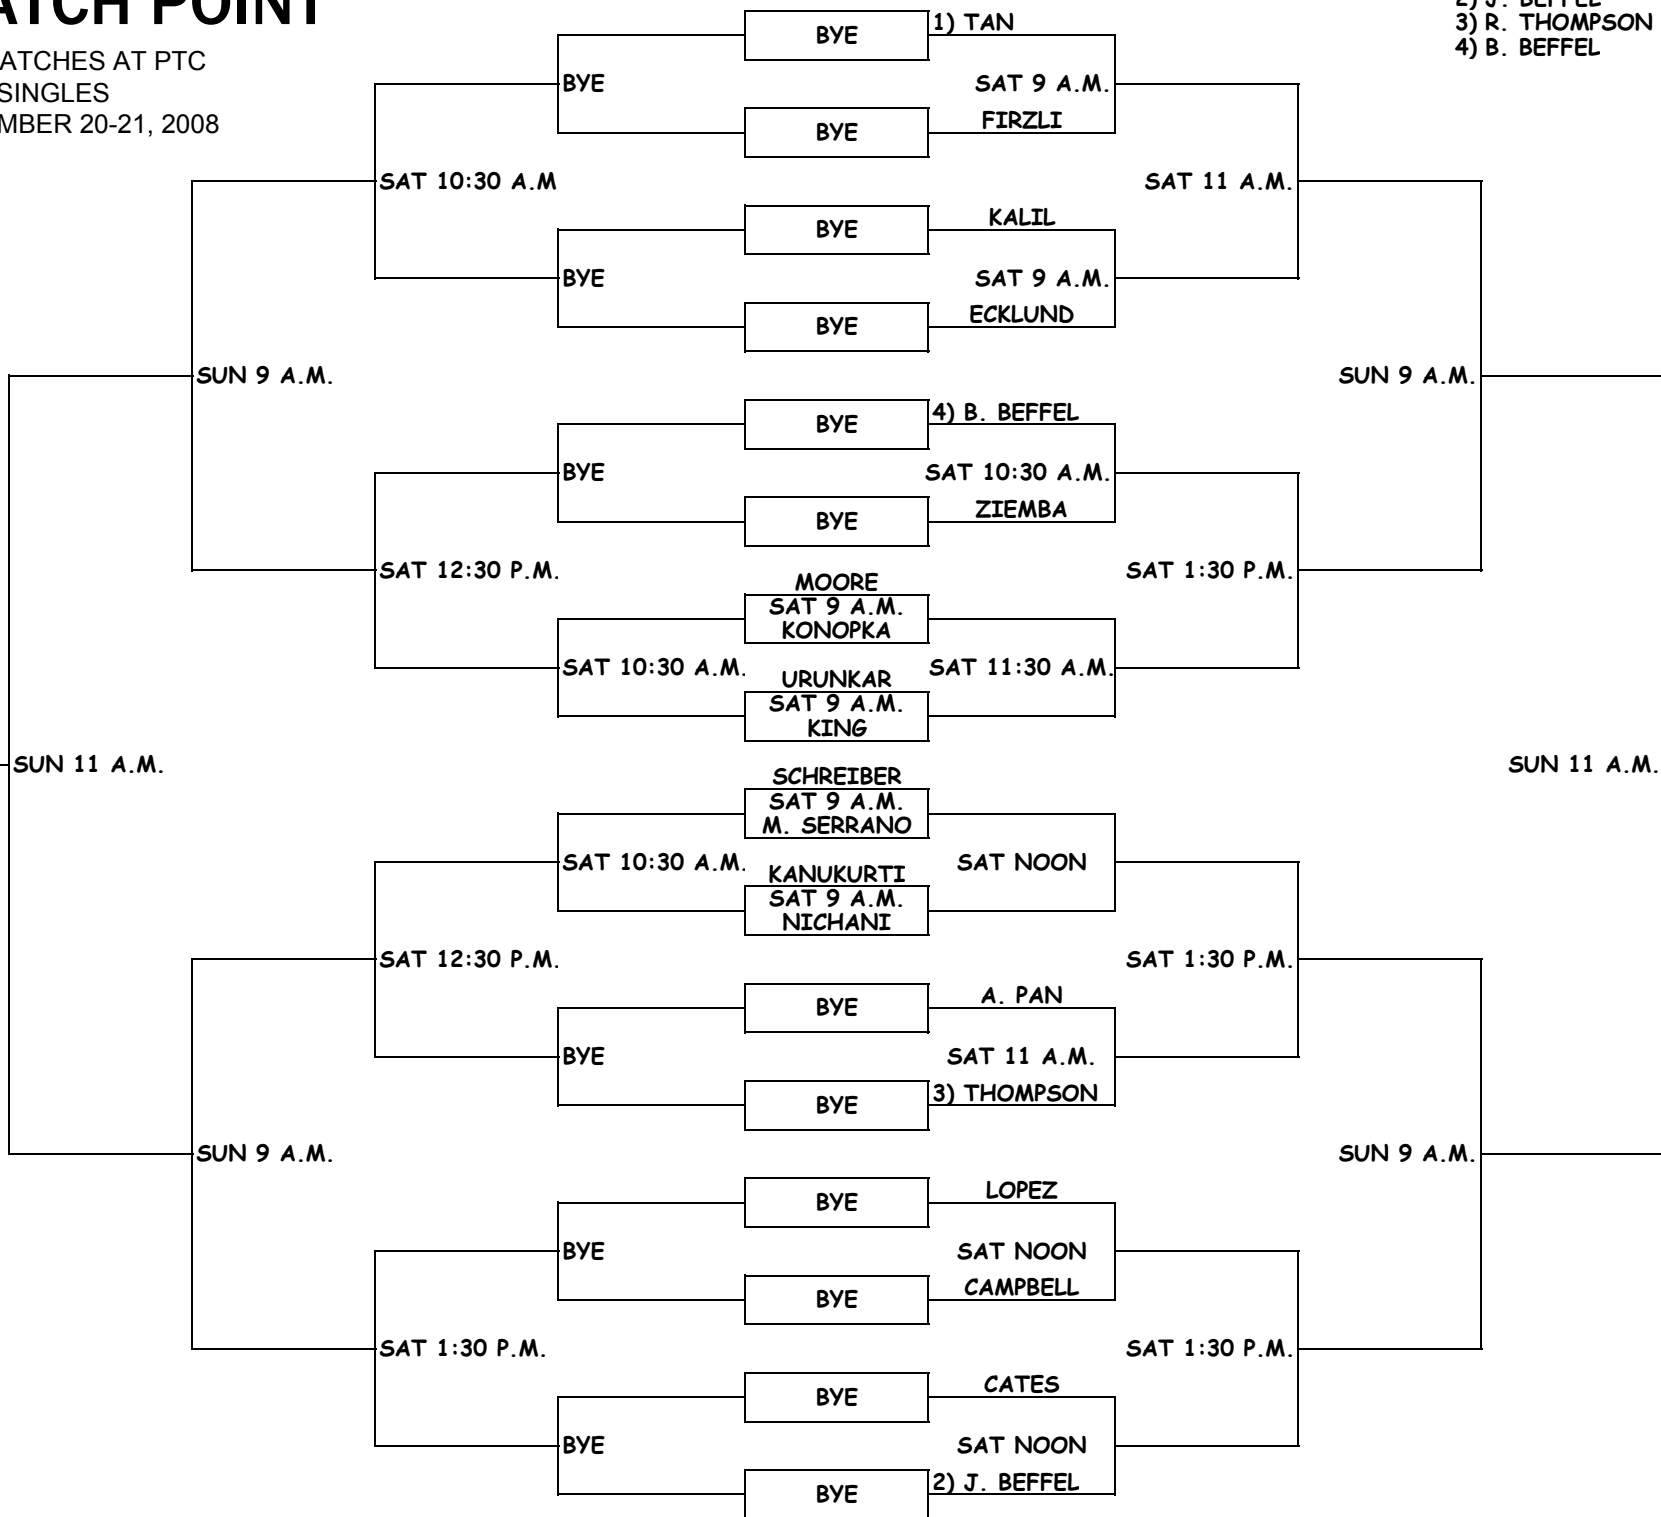 ATCH POINT
ATCHES AT PTC
SINGLES
MBER 20-21, 2008
2) J. BEFFEL
3) R. THOMPSON
4) B. BEFFEL
BYE
1) TAN
BYE
SAT 9 A.M.
BYE
FIRZLI
SAT 10:30 A.M
SAT 11 A.M.
BYE
KALIL
BYE
SAT 9 A.M.
BYE
ECKLUND
SUN 9 A.M.
SUN 9 A.M.
BYE
4) B. BEFFEL
BYE
SAT 10:30 A.M.
BYE
ZIEMBA
SAT 12:30 P.M.
SAT 1:30 P.M.
MOORE
SAT 9 A.M.
KONOPKA
SAT 10:30 A.M.
SAT 11:30 A.M.
URUNKAR
SAT 9 A.M.
KING
SUN 11 A.M.
SUN 11 A.M.
SCHREIBER
SAT 9 A.M.
M. SERRANO
SAT 10:30 A.M.
SAT NOON
KANUKURTI
SAT 9 A.M.
NICHANI
SAT 12:30 P.M.
SAT 1:30 P.M.
BYE
A. PAN
BYE
SAT 11 A.M.
BYE
3) THOMPSON
SUN 9 A.M.
SUN 9 A.M.
BYE
LOPEZ
BYE
SAT NOON
BYE
CAMPBELL
SAT 1:30 P.M.
SAT 1:30 P.M.
BYE
CATES
BYE
SAT NOON
BYE
2) J. BEFFEL